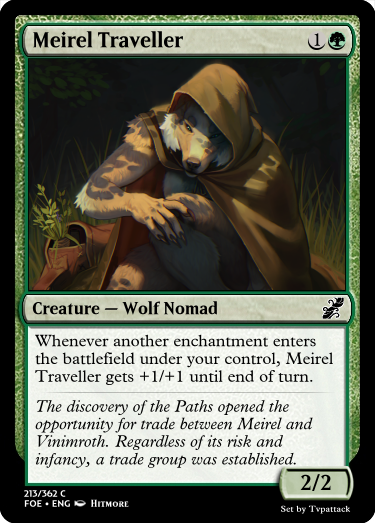 Meirel Traveller 1
Creature — Wolf Nomad
Whenever another enchantment enters
the battlefield under your control, Meirel
Traveller gets +1/+1 until end of turn.
The discovery of the Paths opened the
opportunity for trade between Meirel and
Vinimroth. Regardless of its risk and
infancy, a trade group was established.
2/2
213/362 C
FOE • ENG Hitmore
Set by Tvpattack